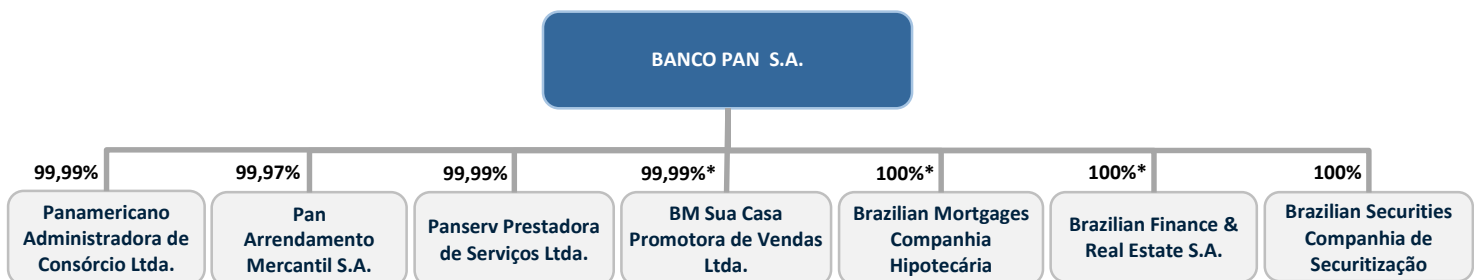 BANCO PAN S.A.
99,99%
99,97%
99,99%
99,99%*
100%*
100%*
100%
Panamericano
Administradora de
Consórcio Ltda.
Pan
Arrendamento
Mercantil S.A.
Panserv Prestadora
de Serviços Ltda.
BM Sua Casa
Promotora de Vendas
Ltda.
Brazilian Mortgages
Companhia
Hipotecária
Brazilian Finance &
Real Estate S.A.
Brazilian Securities
Companhia de
Securitização